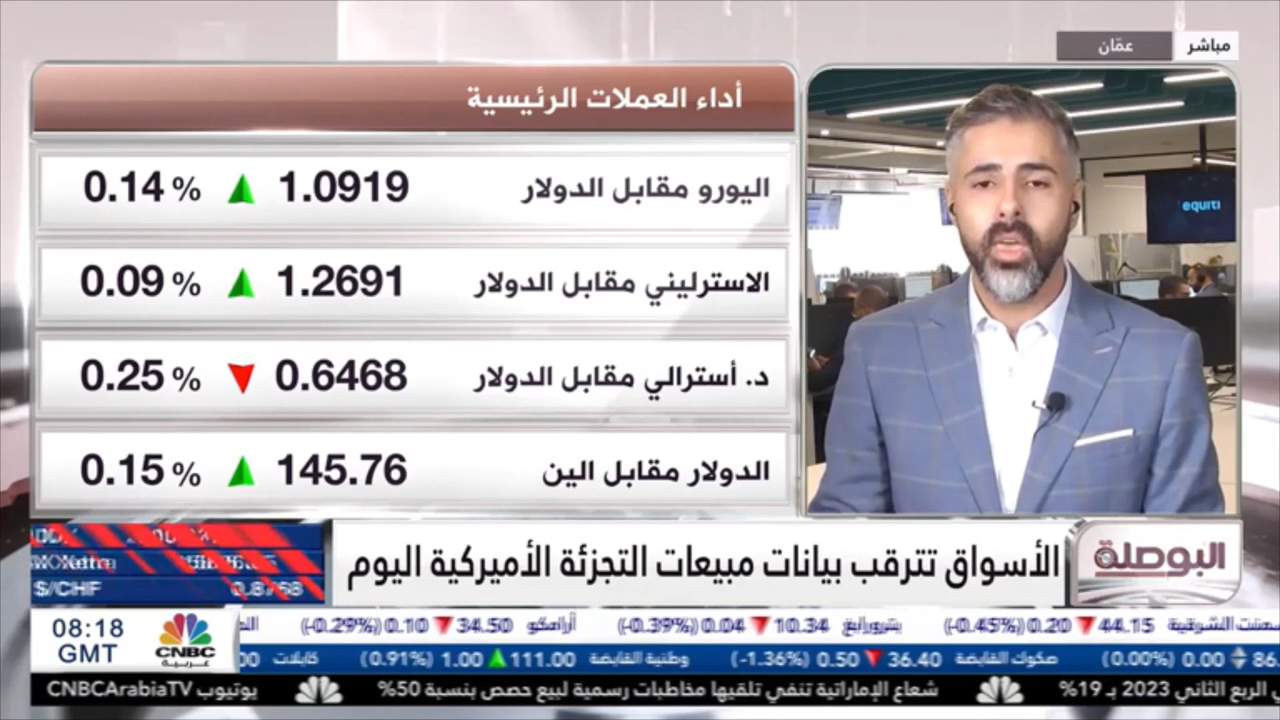 مباشر عمّان
أداء العملات الرئيسية
اليورو مقابل الدولار 1.0919 ▲ 0.14 %
الاسترليني مقابل الدولار 1.2691 ▲ 0.09 %
د. أسترالي مقابل الدولار 0.6468 ▼ 0.25 %
الدولار مقابل الين 145.76 ▲ 0.15 %
equiti
البوصلة
الأسواق تترقب بيانات مبيعات التجزئة الأميركية اليوم
$/CHF
08:18
GMT
CNBC
عربية
سمنت الشرقية 44.15 ▼ 0.20 (-0.45%) بترورابغ 10.34 ▼ 0.04 (-0.39%) أرامكو 34.50 ▼ 0.10 (-0.29%)
0.00 (0.00%) صكوك القابضة 36.40 ▼ 0.50 (-1.36%) وطنية القابضة 111.00 ▲ 1.00 (0.91%) كابلات
الربع الثاني 2023 بـ 19% شعاع الإماراتية تنفي تلقيها مخاطبات رسمية لبيع حصص بنسبة 50% يوتيوب CNBCArabiaTV